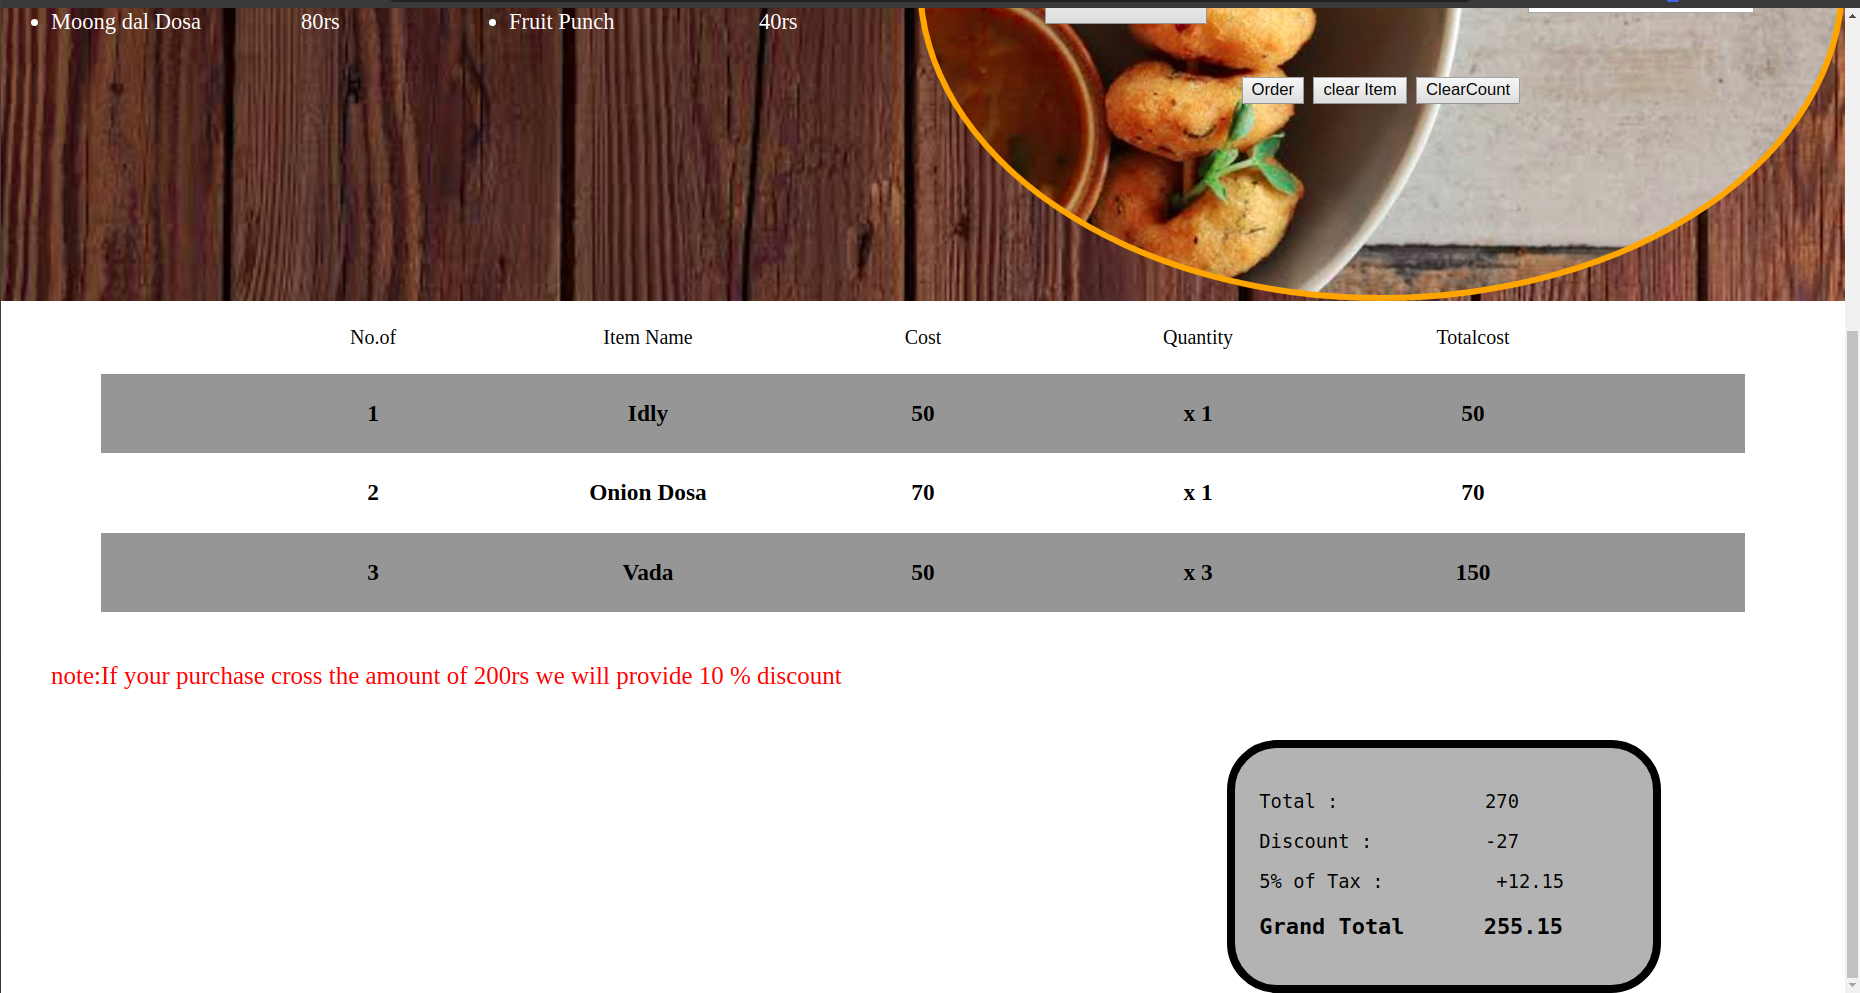 Moong dal Dosa 80rs Fruit Punch 40rs
Order clear Item ClearCount
No.of Item Name Cost Quantity Totalcost
1 Idly 50 x 1 50
2 Onion Dosa 70 x 1 70
3 Vada 50 x 3 150
note:If your purchase cross the amount of 200rs we will provide 10 % discount
Total : 270
Discount : -27
5% of Tax : +12.15
Grand Total 255.15